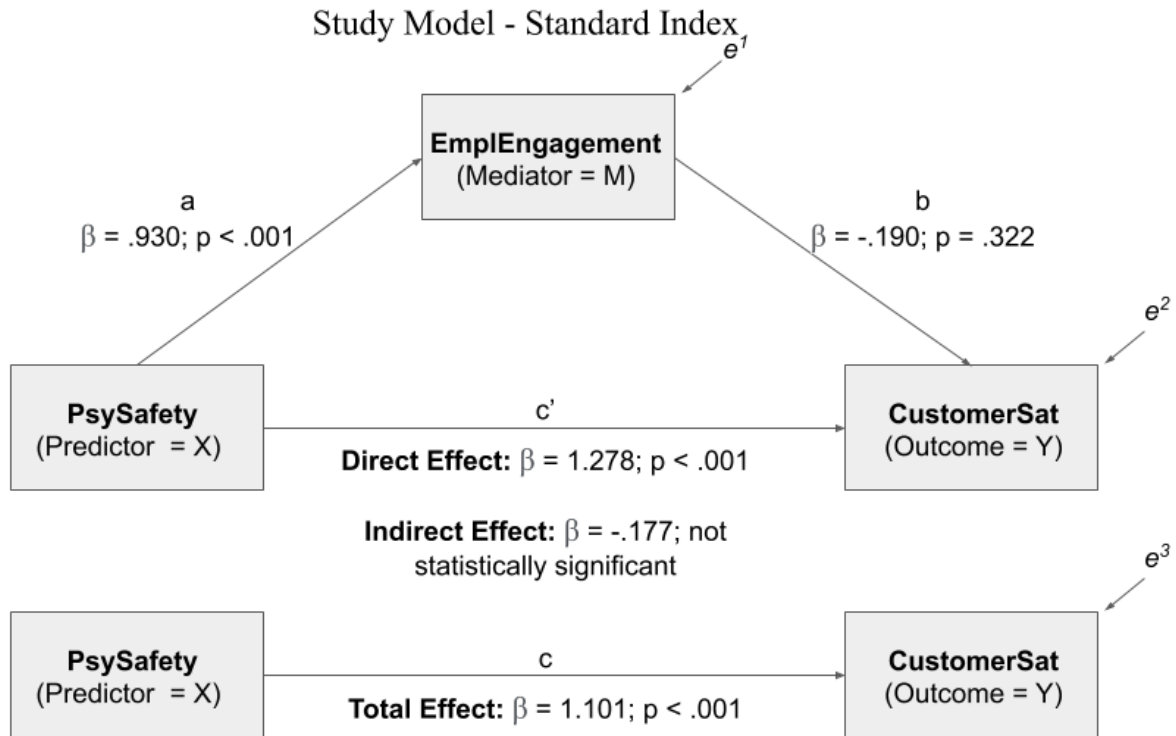 Study Model - Standard Index
e¹
EmplEngagement
(Mediator = M)
a
β = .930; p < .001
b
β = -.190; p = .322
e²
PsySafety
(Predictor = X)
c’
Direct Effect: β = 1.278; p < .001
CustomerSat
(Outcome = Y)
Indirect Effect: β = -.177; not
statistically significant
e³
PsySafety
(Predictor = X)
c
Total Effect: β = 1.101; p < .001
CustomerSat
(Outcome = Y)